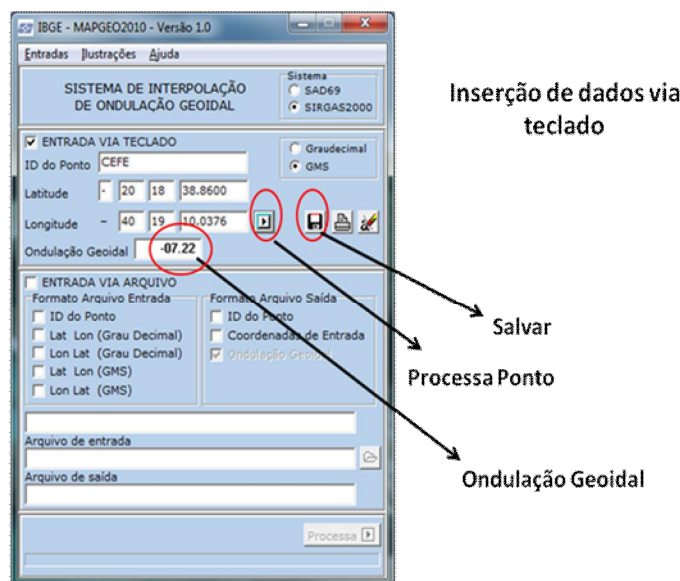 IBGE - MAPGEO2010 - Versão 1.0
Entradas Ilustrações Ajuda
SISTEMA DE INTERPOLAÇÃO
DE ONDULAÇÃO GEOIDAL
Sistema
SAD69
SIRGAS2000
ENTRADA VIA TECLADO
ID do Ponto CEFE
Graudecimal
GMS
Latitude - 20 18 38.8600
Longitude - 40 19 10.0376
Ondulação Geoidal -07.22
ENTRADA VIA ARQUIVO
Formato Arquivo Entrada
ID do Ponto
Lat Lon (Grau Decimal)
Lon Lat (Grau Decimal)
Lat Lon (GMS)
Lon Lat (GMS)
Formato Arquivo Saída
ID do Ponto
Coordenadas de Entrada
Ondulação Geoidal
Arquivo de entrada
Arquivo de saída
Processa
Inserção de dados via
teclado
Salvar
Processa Ponto
Ondulação Geoidal